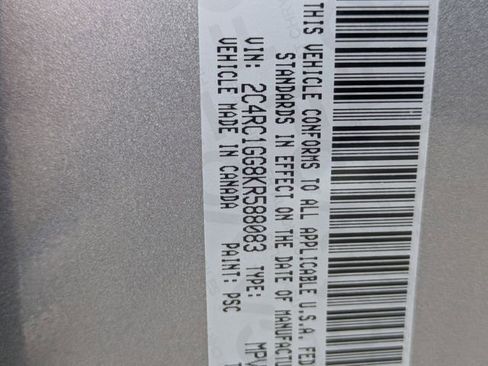 THIS VEHICLE CONFORMS TO ALL APPLICABLE U.S.A. FED
STANDARDS IN EFFECT ON THE DATE OF MANUFACTU
VIN: 2C4RC1GG8KR588083 TYPE: MPV
VEHICLE MADE IN CANADA PAINT: PSC